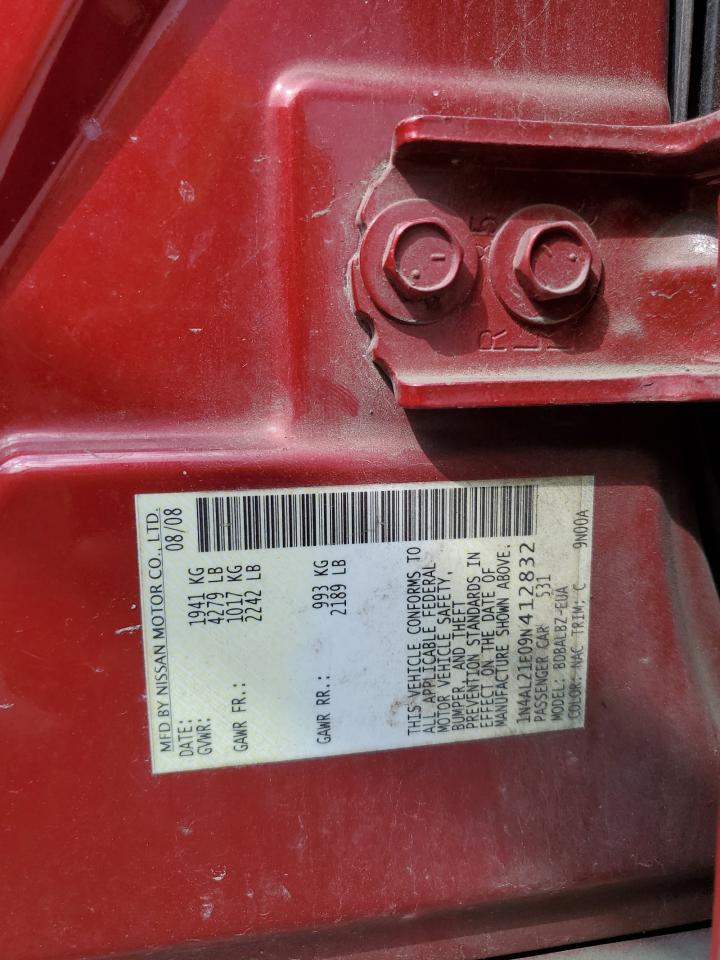 MFD BY NISSAN MOTOR CO., LTD.
DATE: 08/08
GVWR: 1941 KG
4279 LB
GAWR FR.: 1017 KG
2242 LB
GAWR RR.: 993 KG
2189 LB
THIS VEHICLE CONFORMS TO
ALL APPLICABLE FEDERAL
MOTOR VEHICLE SAFETY,
BUMPER, AND THEFT
PREVENTION STANDARDS IN
EFFECT ON THE DATE OF
MANUFACTURE SHOWN ABOVE.
1N4AL21E09N412832
PASSENGER CAR 531
MODEL: BDBALBZ-EUA
COLOR: NAC TRIM: C 9N00A
R
L